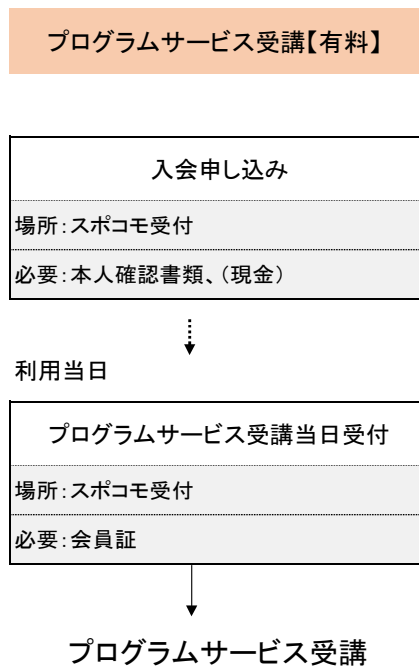 プログラムサービス受講【有料】
入会申し込み
場所：スポコモ受付
必要：本人確認書類、（現金）
利用当日
プログラムサービス受講当日受付
場所：スポコモ受付
必要：会員証
プログラムサービス受講